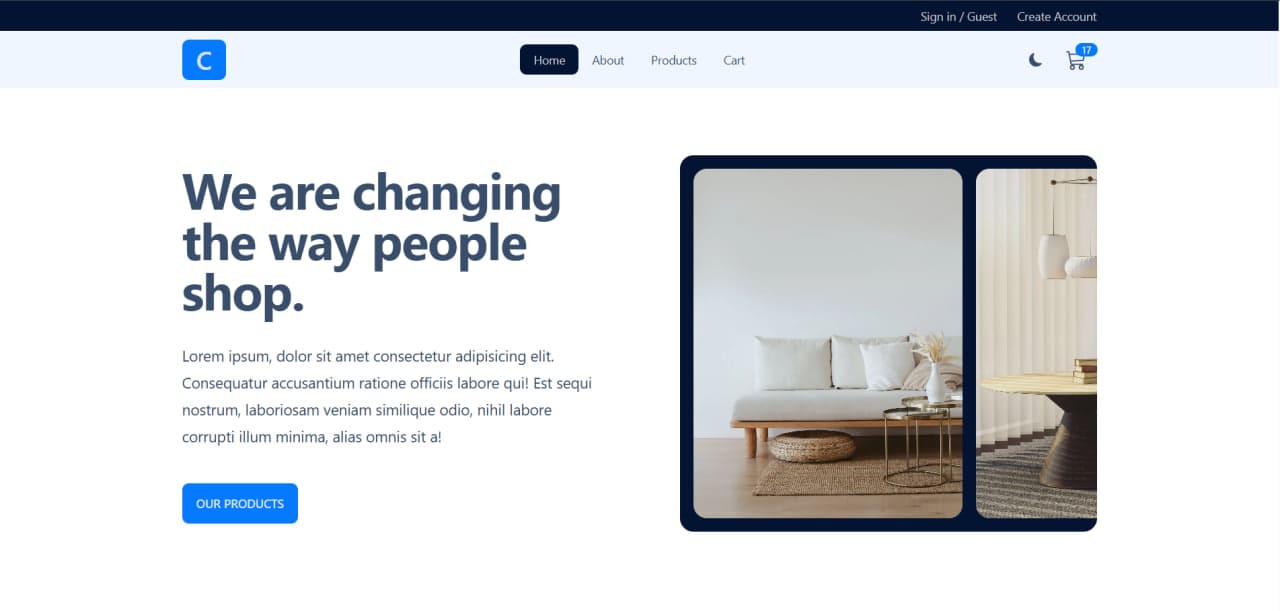 Sign in / Guest Create Account
C Home About Products Cart 17
We are changing
the way people
shop.
Lorem ipsum, dolor sit amet consectetur adipisicing elit.
Consequatur accusantium ratione officiis labore qui! Est sequi
nostrum, laboriosam veniam similique odio, nihil labore
corrupti illum minima, alias omnis sit a!
OUR PRODUCTS